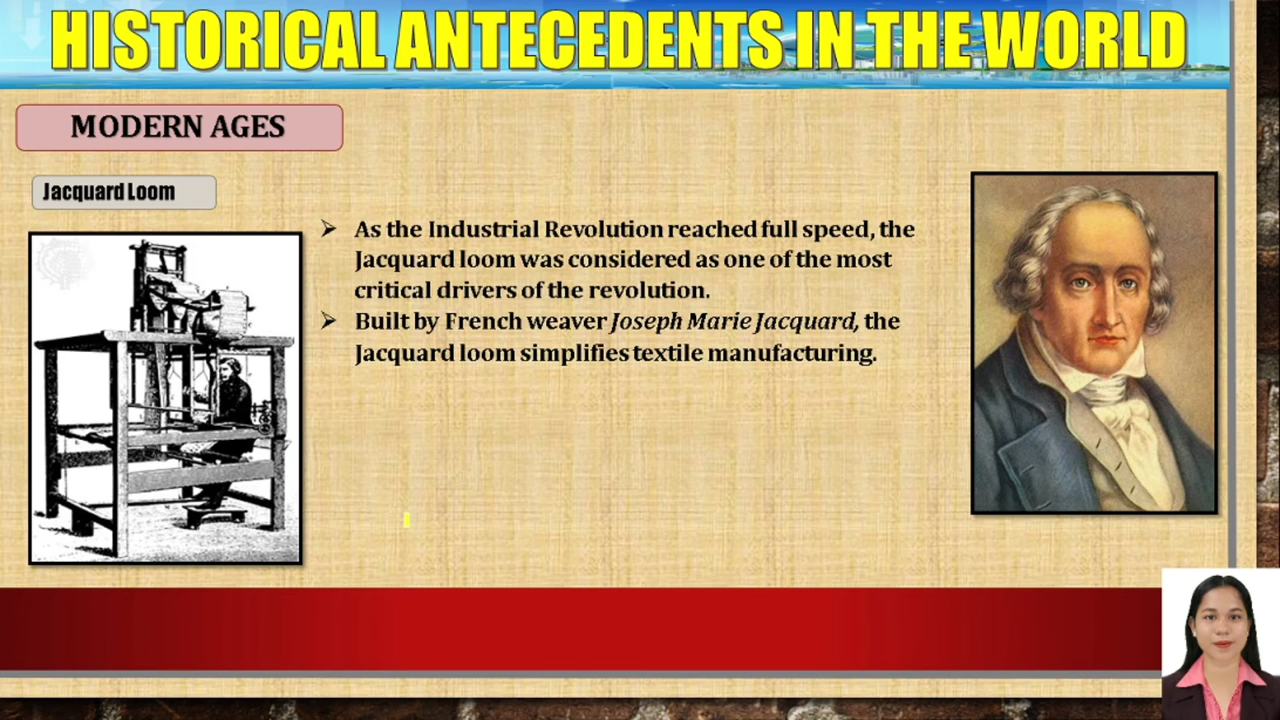 HISTORICAL ANTECEDENTS IN THE WORLD
MODERN AGES
Jacquard Loom
➢ As the Industrial Revolution reached full speed, the
Jacquard loom was considered as one of the most
critical drivers of the revolution.
➢ Built by French weaver Joseph Marie Jacquard, the
Jacquard loom simplifies textile manufacturing.